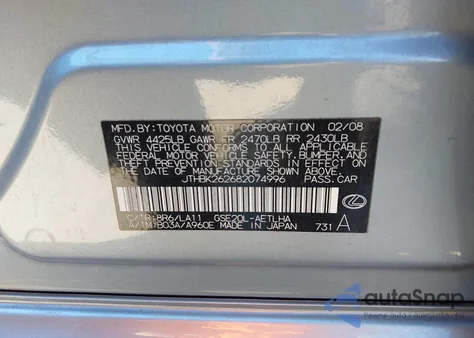 MFD.BY:TOYOTA MOTOR CORPORATION 02/08
GVWR 4425LB GAWR FR 2470LB RR 2430LB
THIS VEHICLE CONFORMS TO ALL APPLICABLE
FEDERAL MOTOR VEHICLE SAFETY, BUMPER, AND
THEFT PREVENTION STANDARDS IN EFFECT ON
THE DATE OF MANUFACTURE SHOWN ABOVE.
JTHBK262682074996 PASS.CAR
C/TR:8R6/LA11 GSE20L-AETLHA
A/TM:B03A/A960E MADE IN JAPAN 731 A
autoSnap